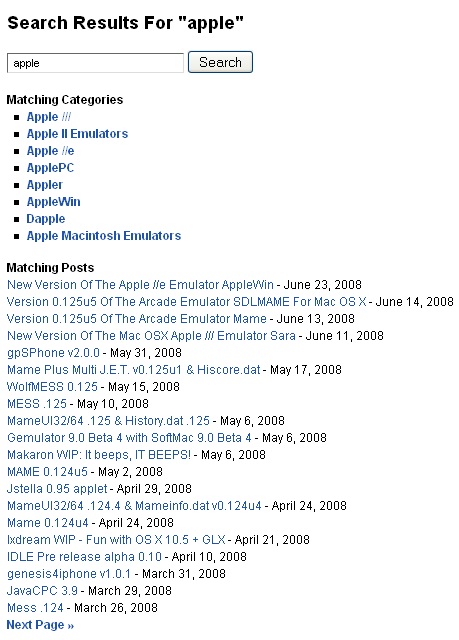 Search Results For "apple"
apple
Search
Matching Categories
Apple ///
Apple II Emulators
Apple //e
ApplePC
Appler
AppleWin
Dapple
Apple Macintosh Emulators
Matching Posts
New Version Of The Apple //e Emulator AppleWin - June 23, 2008
Version 0.125u5 Of The Arcade Emulator SDLMAME For Mac OS X - June 14, 2008
Version 0.125u5 Of The Arcade Emulator Mame - June 13, 2008
New Version Of The Mac OSX Apple /// Emulator Sara - June 11, 2008
gpSPhone v2.0.0 - May 31, 2008
Mame Plus Multi J.E.T. v0.125u1 & Hiscore.dat - May 17, 2008
WolfMESS 0.125 - May 15, 2008
MESS .125 - May 10, 2008
MameUI32/64 .125 & History.dat .125 - May 6, 2008
Gemulator 9.0 Beta 4 with SoftMac 9.0 Beta 4 - May 6, 2008
Makaron WIP: It beeps, IT BEEPS! - May 6, 2008
MAME 0.124u5 - May 2, 2008
Jstella 0.95 applet - April 29, 2008
MameUI32/64 .124.4 & Mameinfo.dat v0.124u4 - April 24, 2008
Mame 0.124u4 - April 24, 2008
lxdream WIP - Fun with OS X 10.5 + GLX - April 21, 2008
IDLE Pre release alpha 0.10 - April 10, 2008
genesis4iphone v1.0.1 - March 31, 2008
JavaCPC 3.9 - March 29, 2008
Mess .124 - March 26, 2008
Next Page »